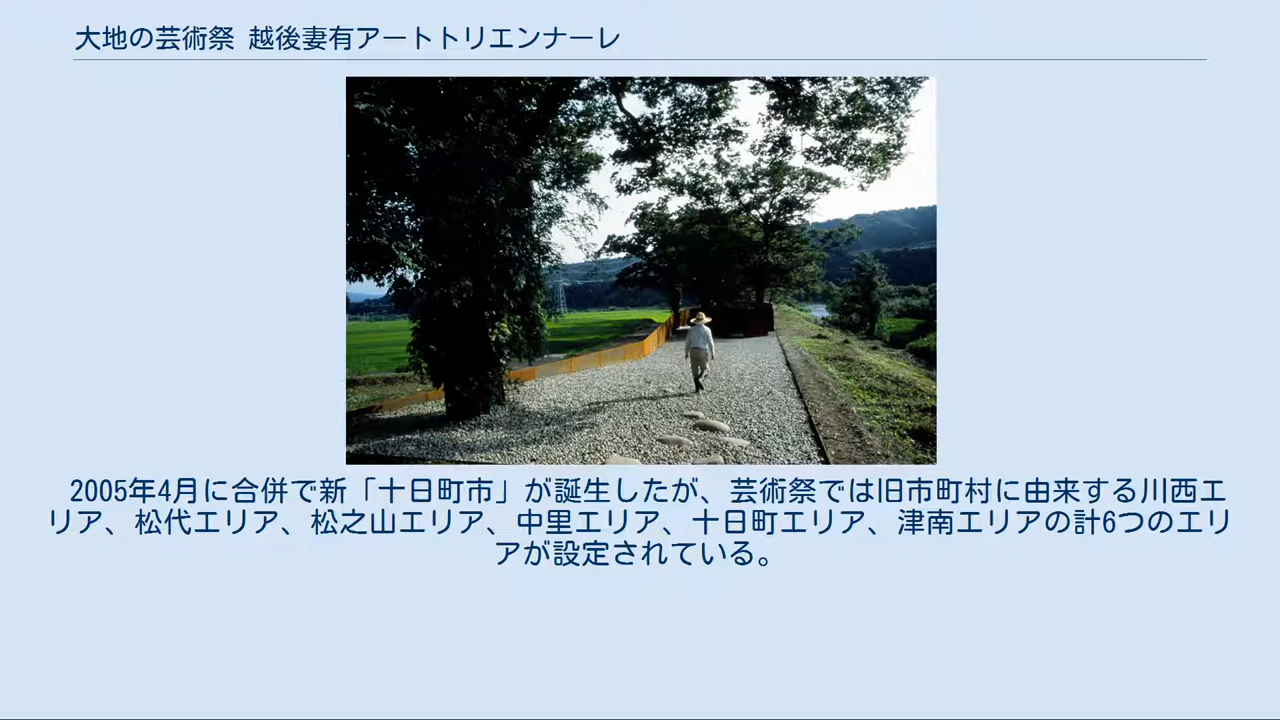 大地の芸術祭 越後妻有アートトリエンナーレ
2005年4月に合併で新「十日町市」が誕生したが、芸術祭では旧市町村に由来する川西エ
リア、松代エリア、松之山エリア、中里エリア、十日町エリア、津南エリアの計6つのエリ
アが設定されている。